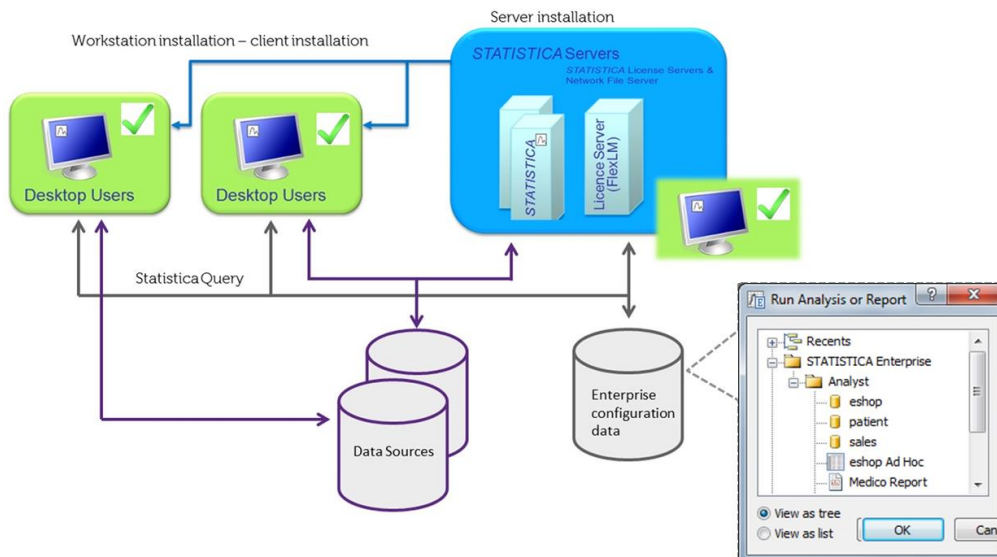 Server installation
Workstation installation – client installation
STATISTICA Servers
STATISTICA License Servers &
Network File Server
STATISTICA
Licence Server
(FlexLM)
Desktop Users
Desktop Users
Statistica Query
Data Sources
Enterprise
configuration
data
Run Analysis or Report
Recents
STATISTICA Enterprise
Analyst
eshop
patient
sales
eshop Ad Hoc
Medico Report
View as tree
View as list
OK
Can